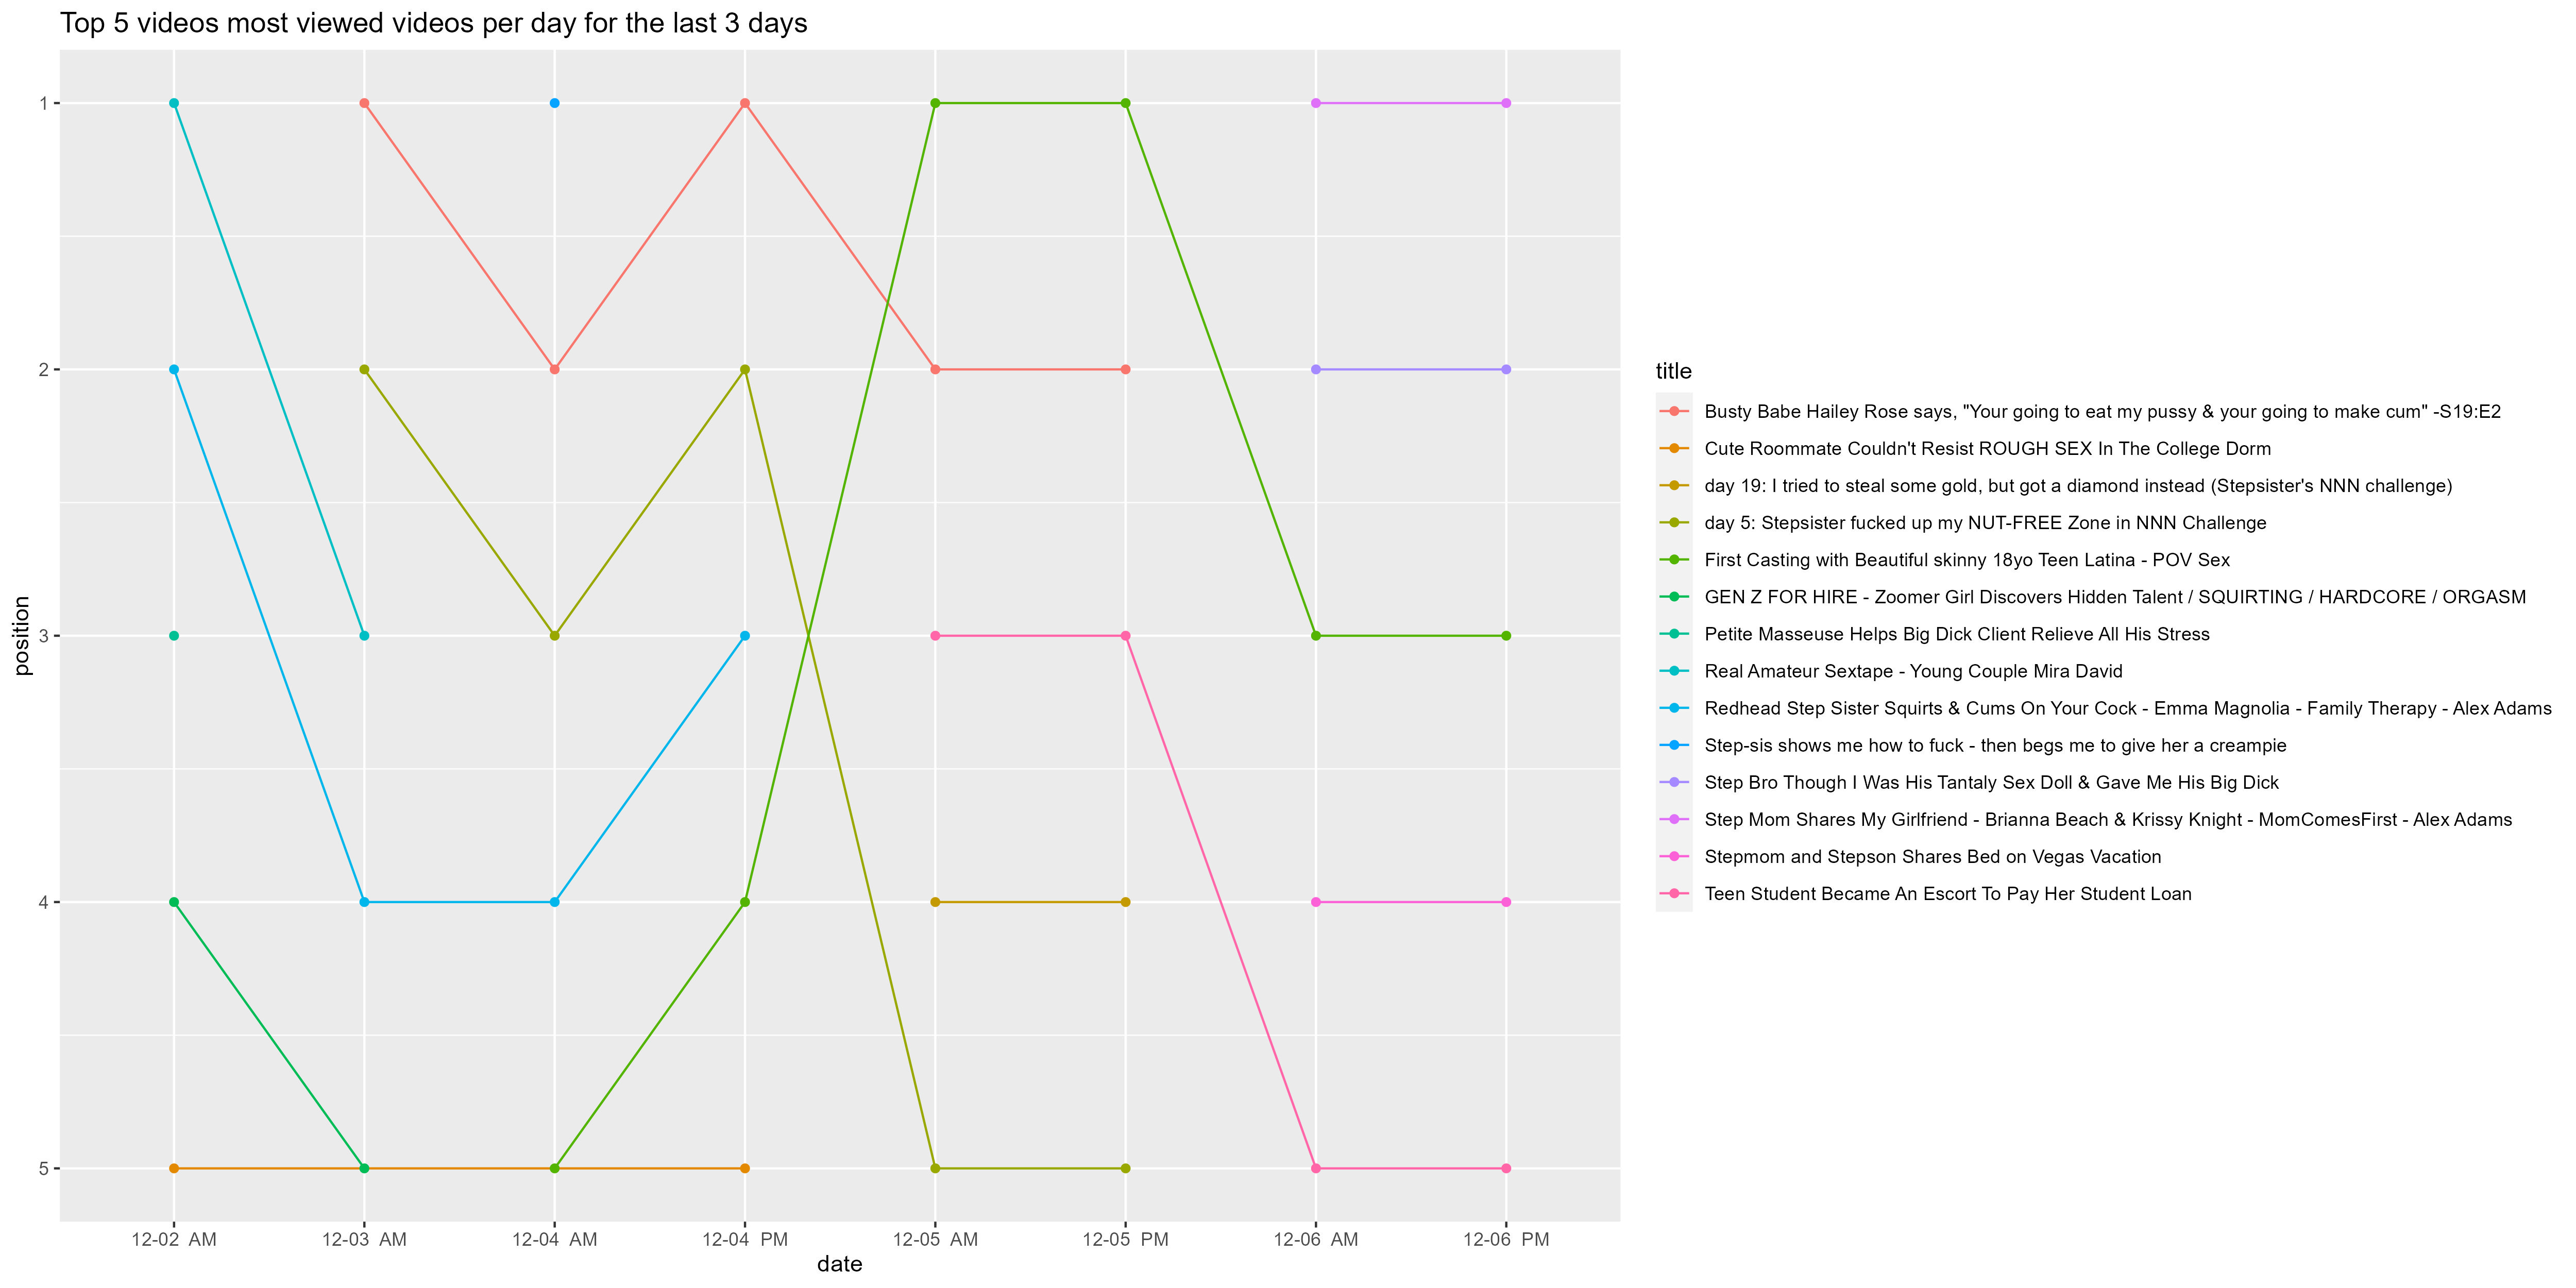 Top 5 videos most viewed videos per day for the last 3 days
1
2
3
4
5
position
12-02 AM
12-03 AM
12-04 AM
12-04 PM
12-05 AM
12-05 PM
12-06 AM
12-06 PM
date
title
Busty Babe Hailey Rose says, "Your going to eat my pussy & your going to make cum" -S19:E2
Cute Roommate Couldn't Resist ROUGH SEX In The College Dorm
day 19: I tried to steal some gold, but got a diamond instead (Stepsister's NNN challenge)
day 5: Stepsister fucked up my NUT-FREE Zone in NNN Challenge
First Casting with Beautiful skinny 18yo Teen Latina - POV Sex
GEN Z FOR HIRE - Zoomer Girl Discovers Hidden Talent / SQUIRTING / HARDCORE / ORGASM
Petite Masseuse Helps Big Dick Client Relieve All His Stress
Real Amateur Sextape - Young Couple Mira David
Redhead Step Sister Squirts & Cums On Your Cock - Emma Magnolia - Family Therapy - Alex Adams
Step-sis shows me how to fuck - then begs me to give her a creampie
Step Bro Though I Was His Tantaly Sex Doll & Gave Me His Big Dick
Step Mom Shares My Girlfriend - Brianna Beach & Krissy Knight - MomComesFirst - Alex Adams
Stepmom and Stepson Shares Bed on Vegas Vacation
Teen Student Became An Escort To Pay Her Student Loan